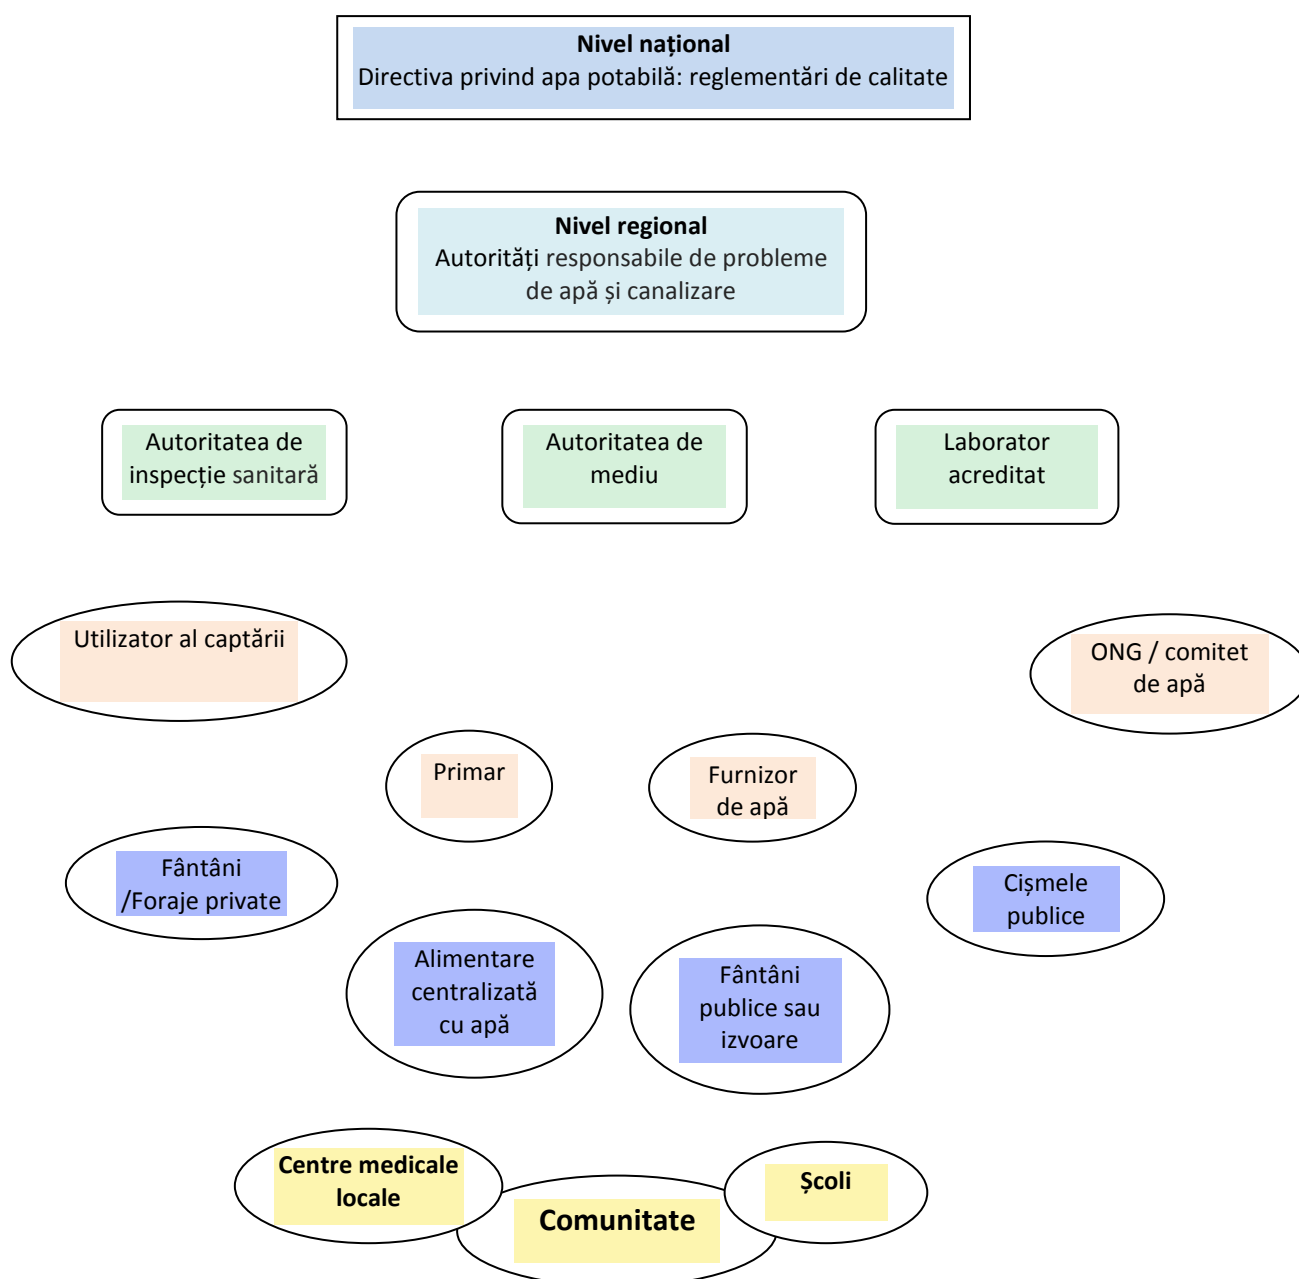 Nivel național
Directiva privind apa potabilă: reglementări de calitate
Nivel regional
Autorități responsabile de probleme
de apă și canalizare
Autoritatea de
inspecție sanitară
Autoritatea de
mediu
Laborator
acreditat
Utilizator al captării
ONG / comitet
de apă
Primar
Furnizor
de apă
Fântâni
/Foraje private
Cișmele
publice
Alimentare
centralizată
cu apă
Fântâni
publice sau
izvoare
Centre medicale
locale
Școli
Comunitate